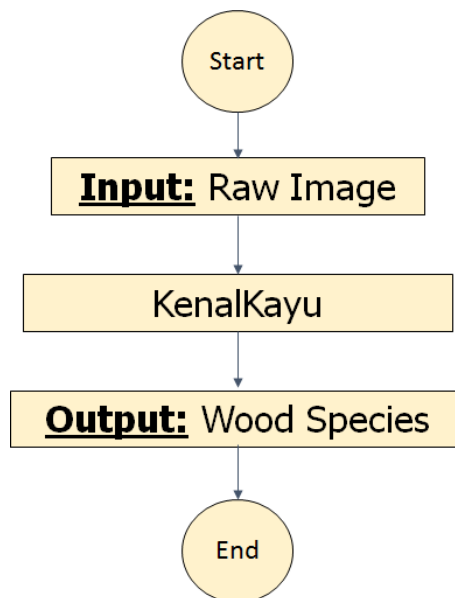 Start
Input: Raw Image
KenalKayu
Output: Wood Species
End